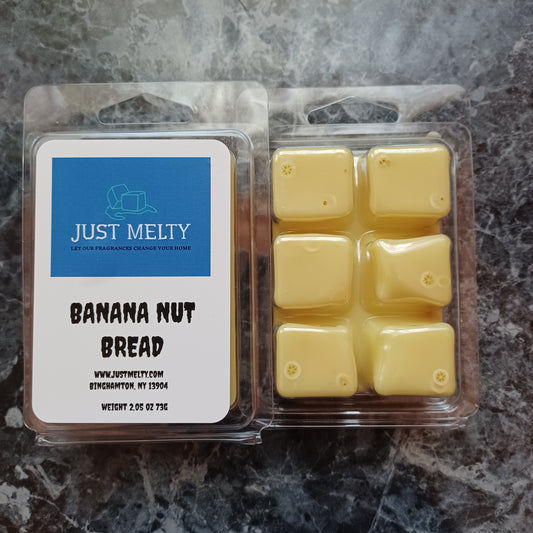 JUST MELTY
LET OUR FRAGRANCES CHANGE YOUR HOME
BANANA NUT
BREAD
WWW.JUSTMELTY.COM
BINGHAMTON, NY 13904
WEIGHT 2.05 OZ 73G